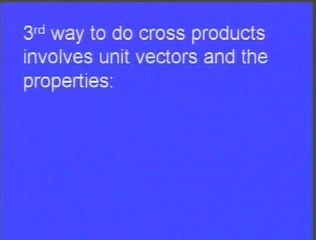 3rd way to do cross products
involves unit vectors and the
properties: